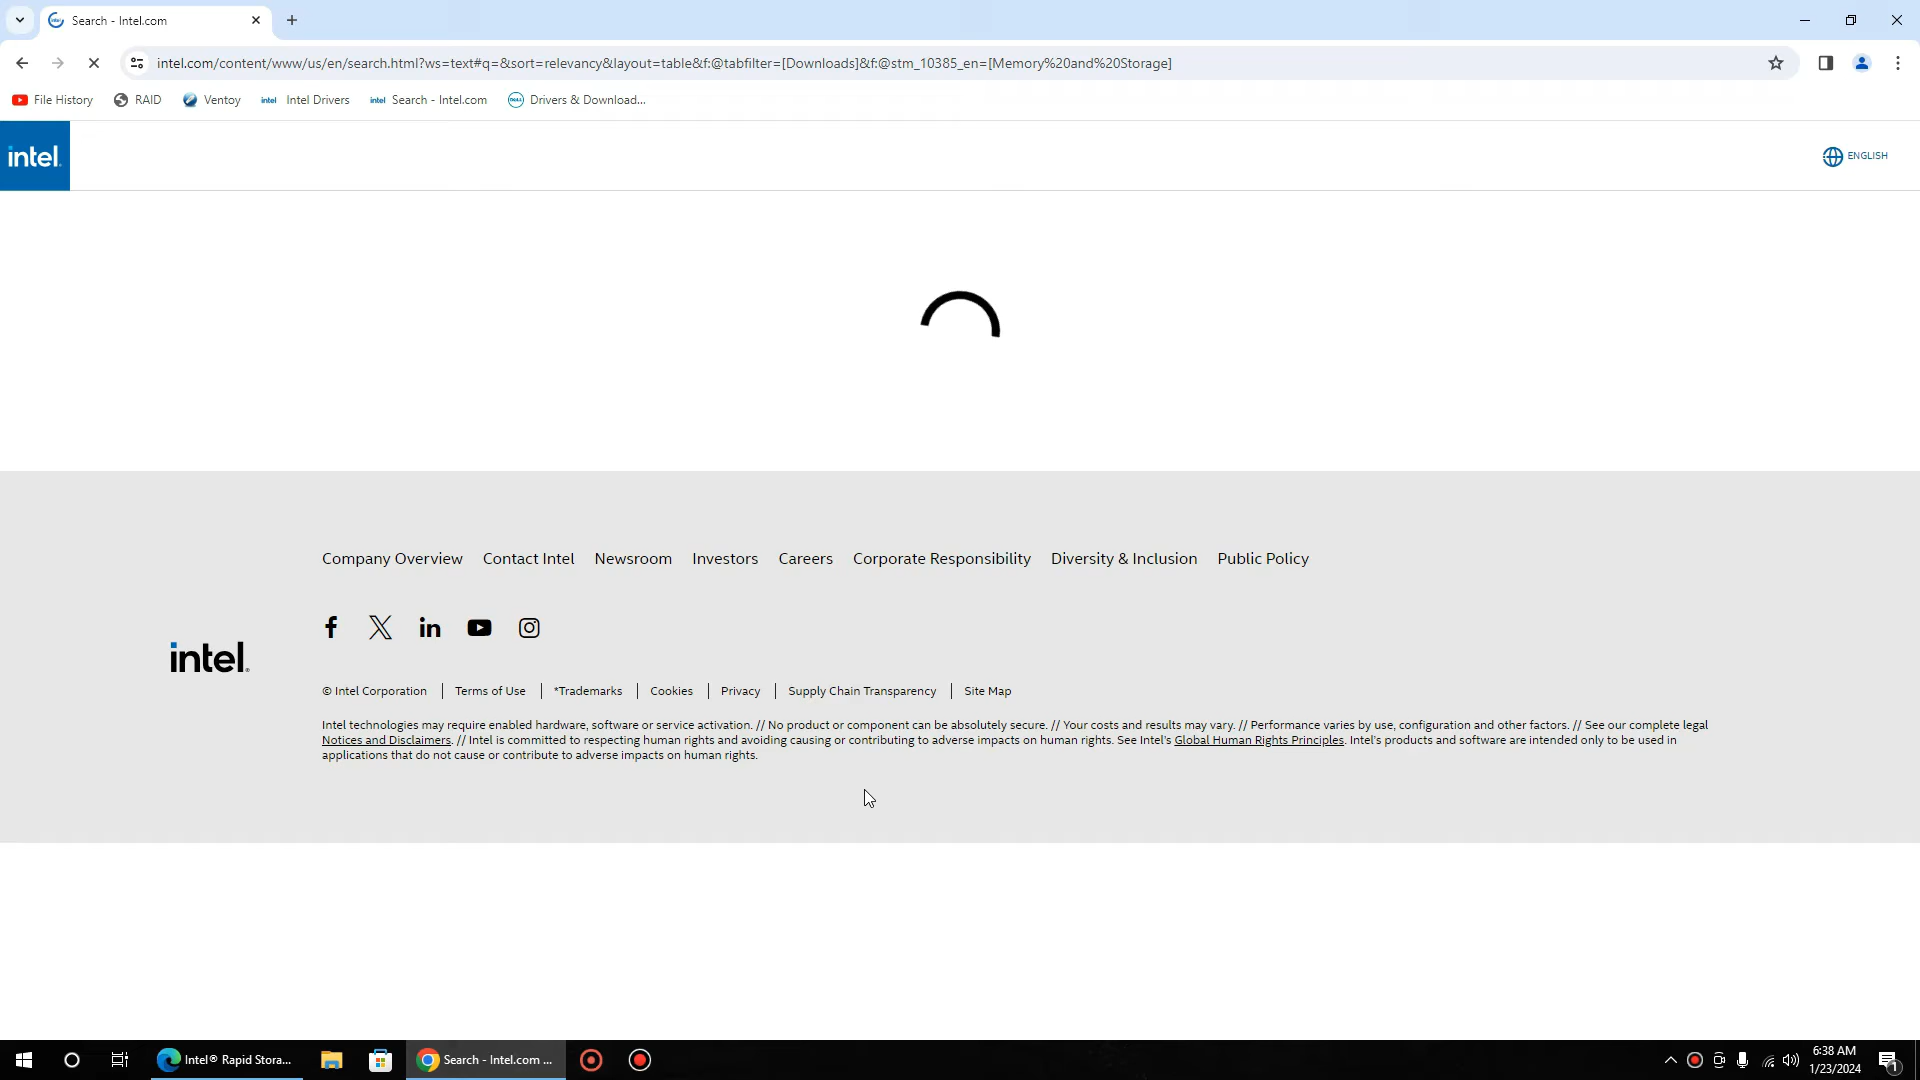 Search - Intel.com
intel.com/content/www/us/en/search.html?ws=text#q=&sort=relevancy&layout=table&f:@tabfilter=[Downloads]&f:@stm_10385_en=[Memory%20and%20Storage]
File History RAID Ventoy intel Intel Drivers intel Search - Intel.com DELL Drivers & Download...
intel.
ENGLISH
Company Overview Contact Intel Newsroom Investors Careers Corporate Responsibility Diversity & Inclusion Public Policy
intel.
© Intel Corporation | Terms of Use | *Trademarks | Cookies | Privacy | Supply Chain Transparency | Site Map
Intel technologies may require enabled hardware, software or service activation. // No product or component can be absolutely secure. // Your costs and results may vary. // Performance varies by use, configuration and other factors. // See our complete legal
Notices and Disclaimers. // Intel is committed to respecting human rights and avoiding causing or contributing to adverse impacts on human rights. See Intel's Global Human Rights Principles. Intel's products and software are intended only to be used in
applications that do not cause or contribute to adverse impacts on human rights.
Intel® Rapid Stora...
Search - Intel.com ...
6:38 AM
1/23/2024
1